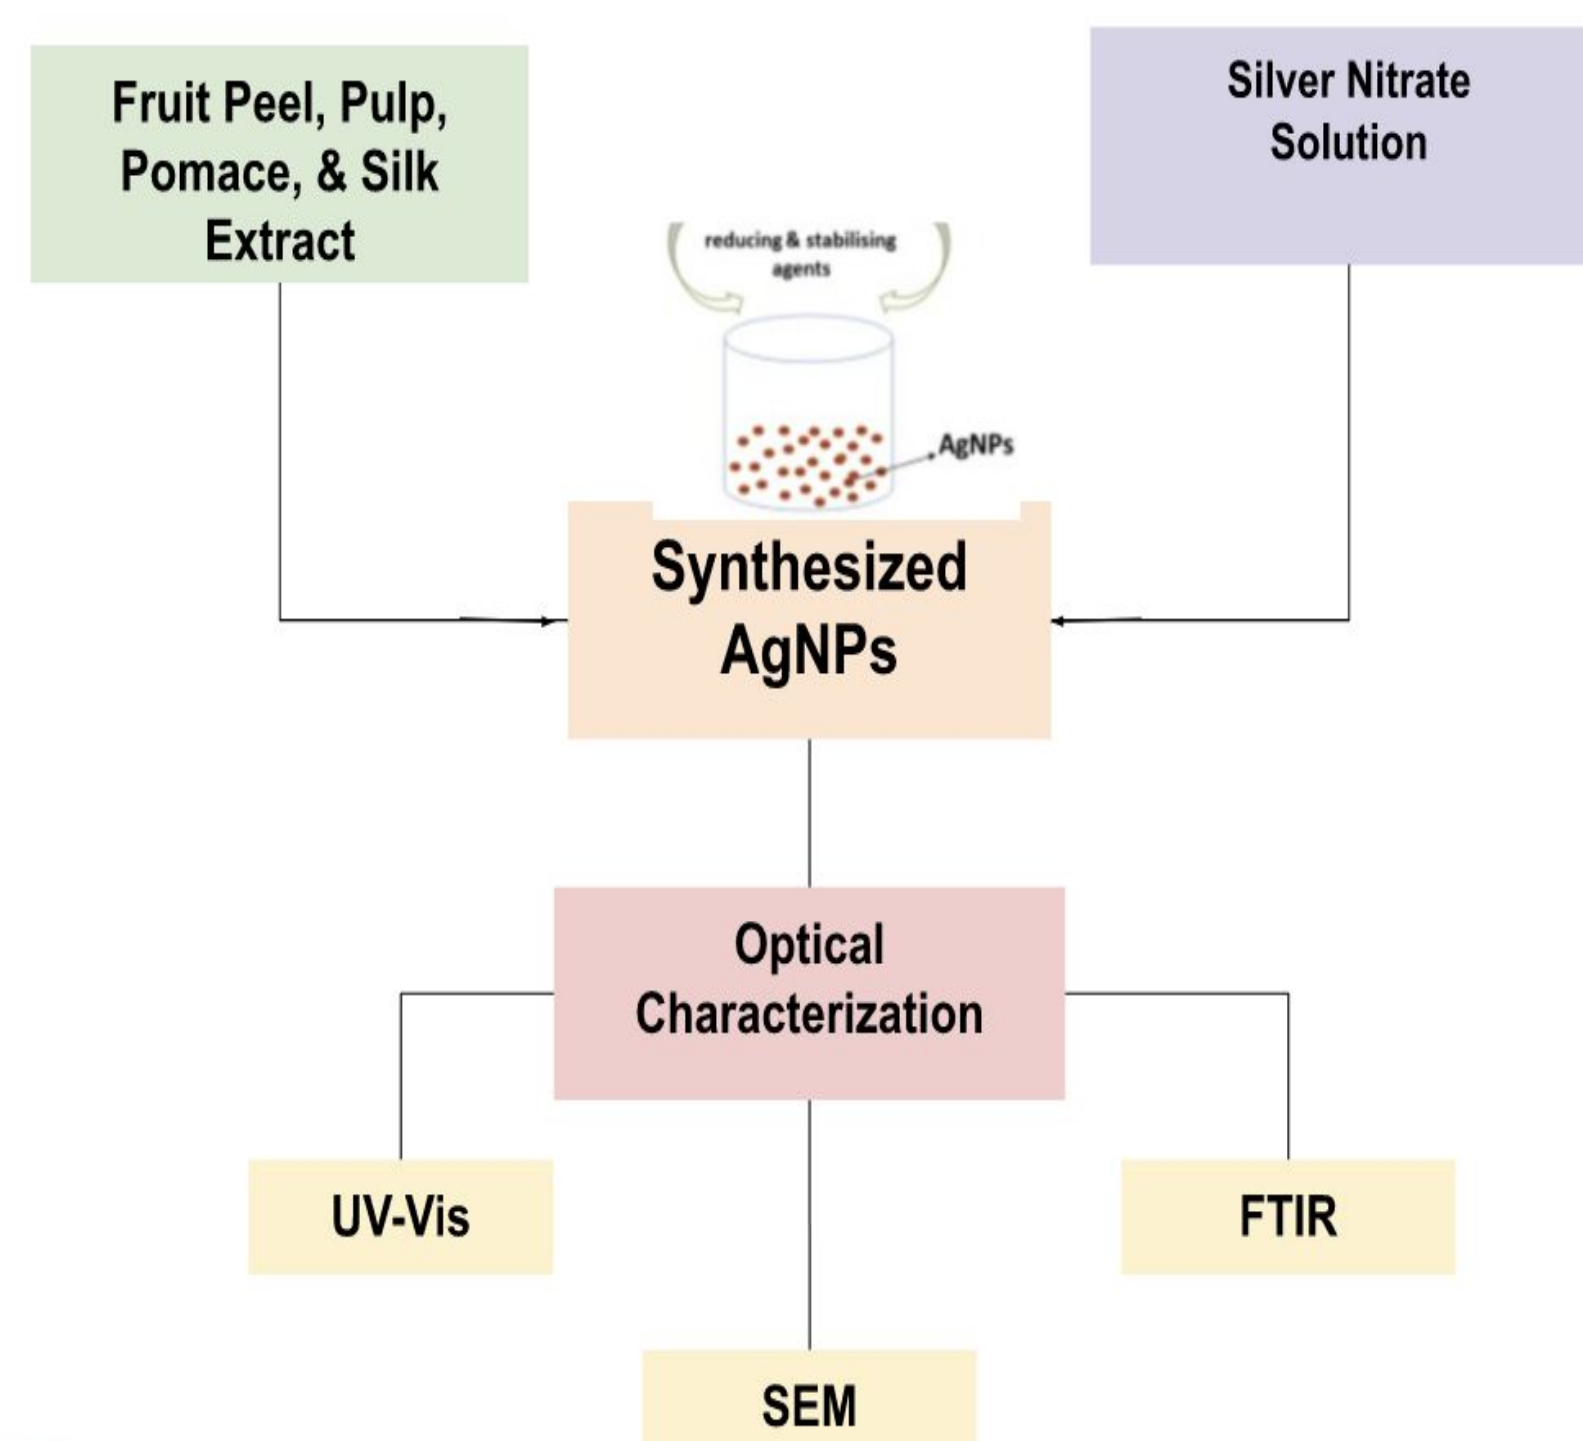 Fruit Peel, Pulp,
Pomace, & Silk
Extract
Silver Nitrate
Solution
reducing & stabilising
agents
AgNPs
Synthesized
AgNPs
Optical
Characterization
UV-Vis
FTIR
SEM